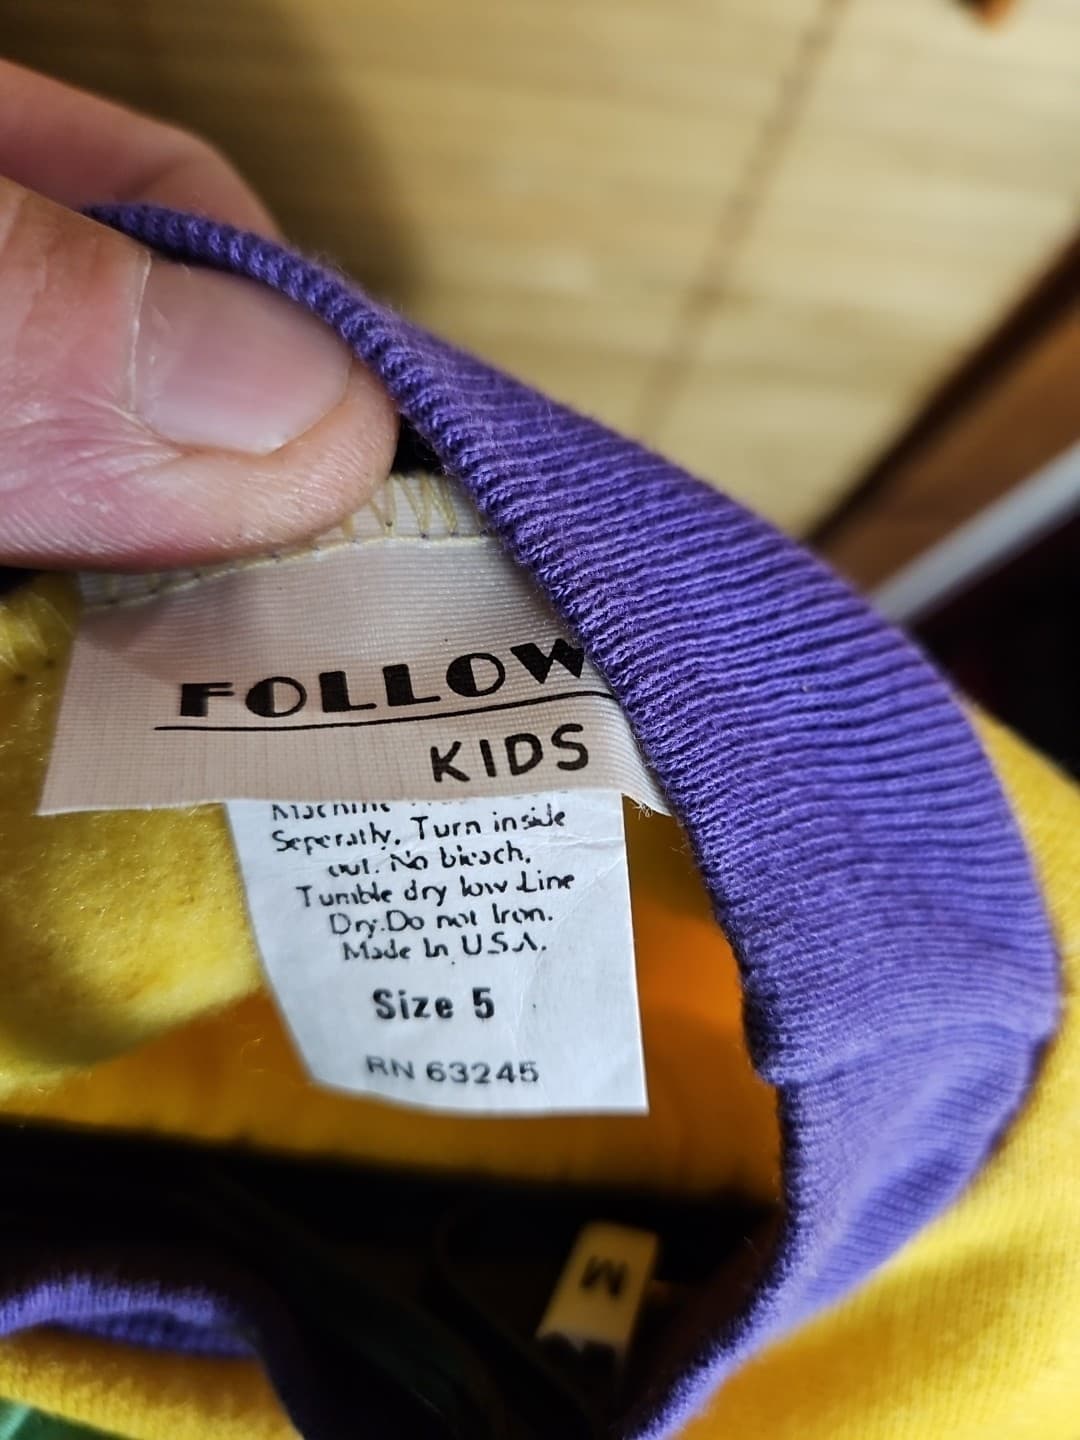 FOLLOW
KIDS
Machine
Seperatly. Turn inside
out. No bleach.
Tumble dry low Line
Dry. Do not Iron.
Made In U.S.A.
Size 5
RN 63245
M